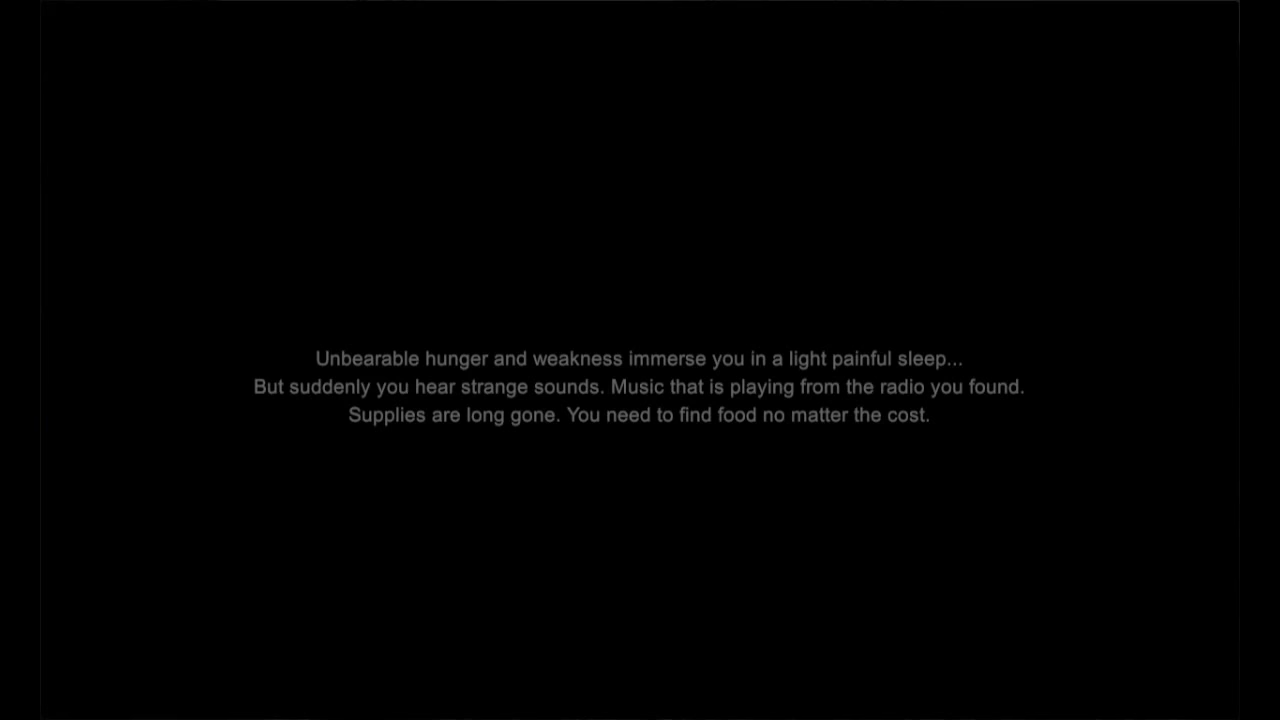 Unbearable hunger and weakness immerse you in a light painful sleep...
But suddenly you hear strange sounds. Music that is playing from the radio you found.
Supplies are long gone. You need to find food no matter the cost.